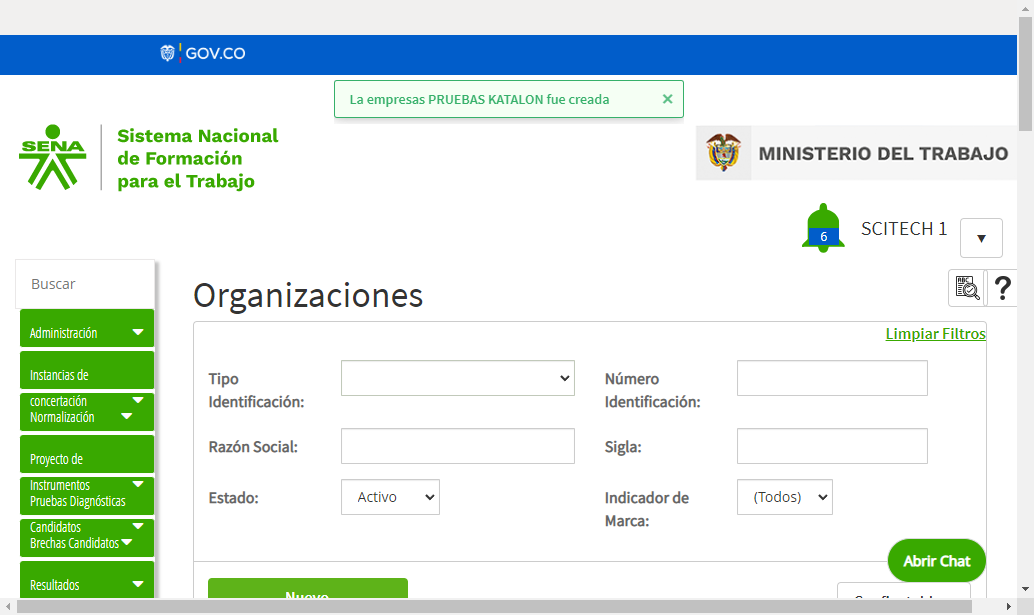 GOV.CO
La empresas PRUEBAS KATALON fue creada ×
SENA
Sistema Nacional
de Formación
para el Trabajo
MINISTERIO DEL TRABAJO
6
SCITECH 1
▼
Buscar
ABC
?
Organizaciones
Administración
Limpiar Filtros
Instancias de
concertación
Normalización
Tipo
Identificación:
Número
Identificación:
Razón Social:
Sigla:
Proyecto de
Instrumentos
Pruebas Diagnósticas
Estado:
Activo
Indicador de
Marca:
(Todos)
Candidatos
Brechas Candidatos
Abrir Chat
Resultados
Nuevo